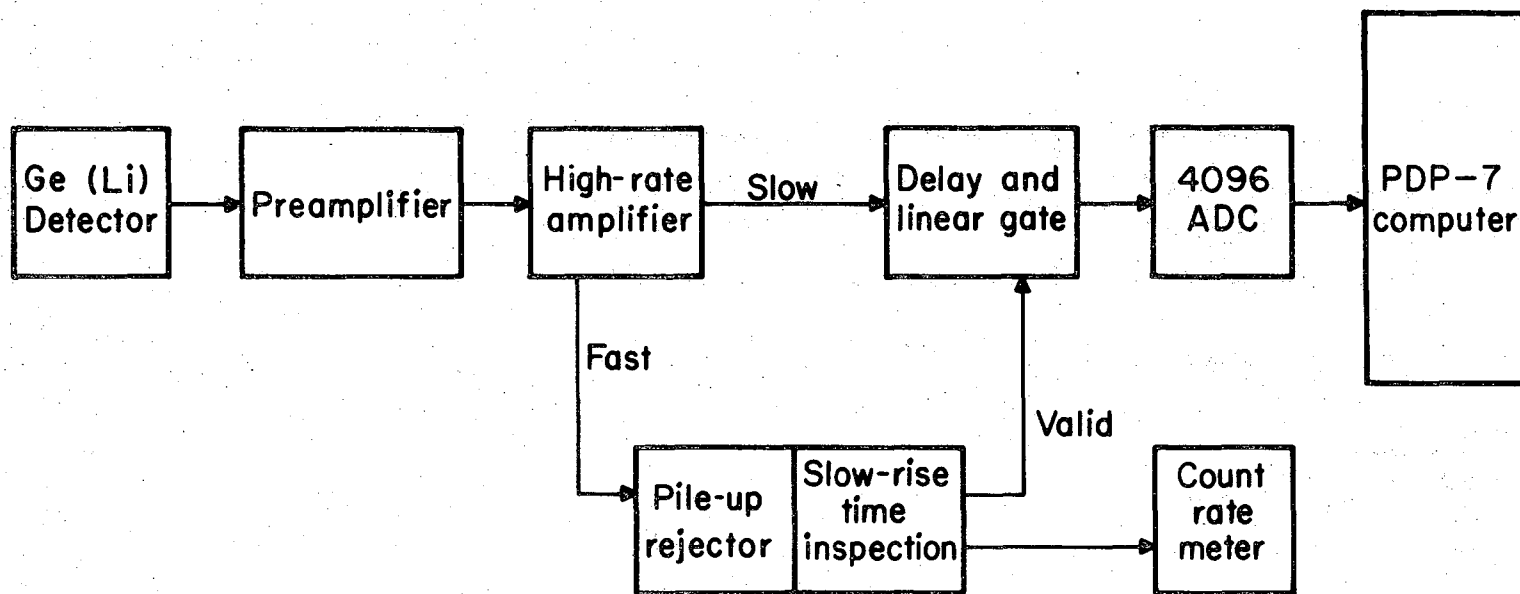 Ge (Li)
Detector
Preamplifier
High-rate
amplifier
Slow
Delay and
linear gate
4096
ADC
PDP-7
computer
Fast
Valid
Pile-up
rejector
Slow-rise
time
inspection
Count
rate
meter